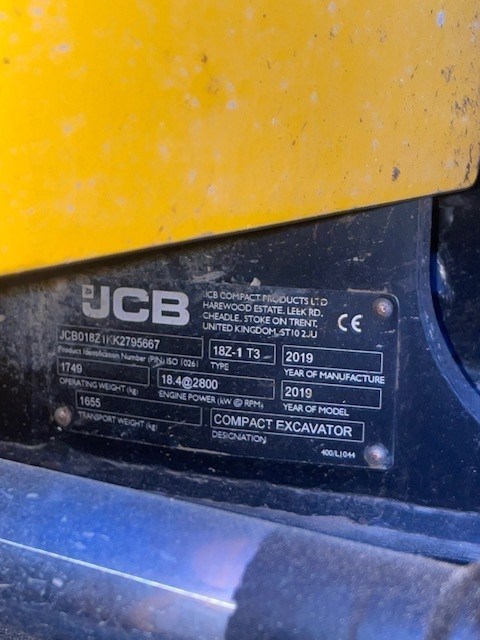 JCB
JCB COMPACT PRODUCTS LTD
HAREWOOD ESTATE, LEEK RD,
CHEADLE, STOKE ON TRENT,
UNITED KINGDOM, ST10 2JU
CE
JCB018Z1KK2795667
Product Identification Number (PIN) ISO 10261
18Z-1 T3
TYPE
2019
YEAR OF MANUFACTURE
1749
OPERATING WEIGHT (kg)
18.4@2800
ENGINE POWER (kW @ RPM)
2019
YEAR OF MODEL
1655
TRANSPORT WEIGHT (kg)
COMPACT EXCAVATOR
DESIGNATION
400/L1044